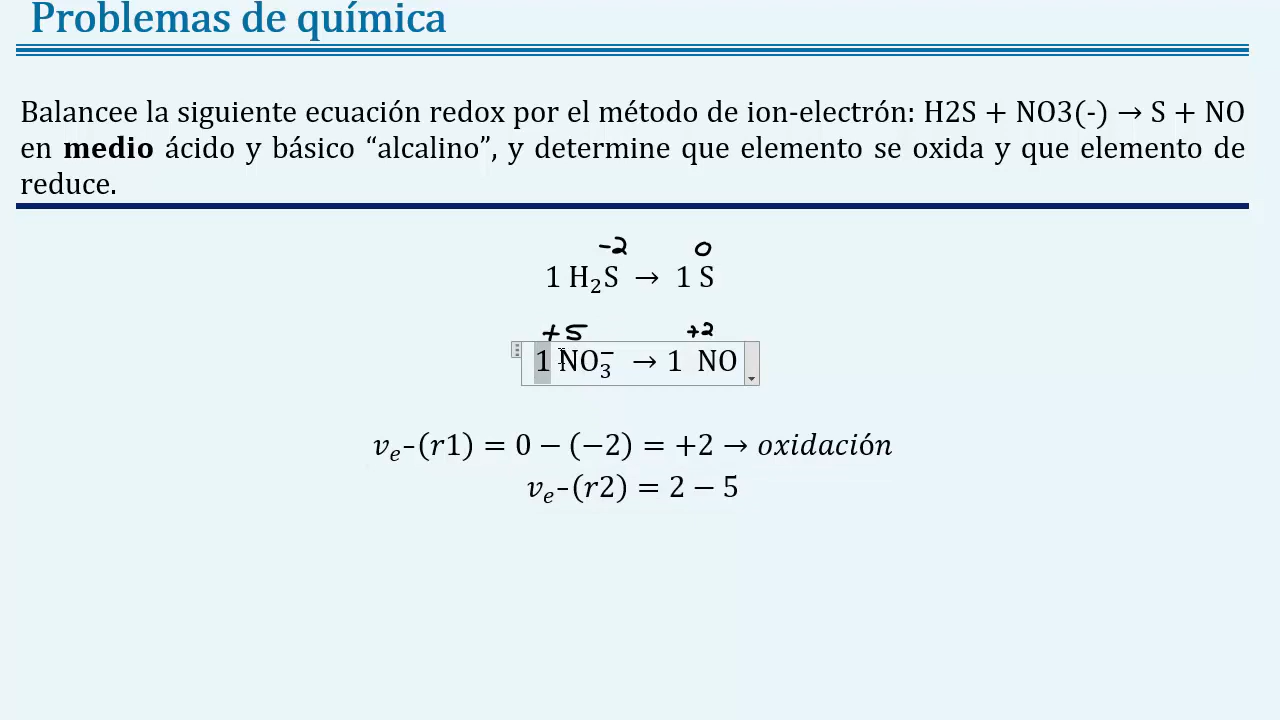 Problemas de química
Balancee la siguiente ecuación redox por el método de ion-electrón: H2S + NO3(-) → S + NO
en medio ácido y básico “alcalino”, y determine que elemento se oxida y que elemento de
reduce.
-2 0
1 H₂S → 1 S
+5 +2
1 NO₃⁻ → 1 NO
vₑ-(r1) = 0 − (−2) = +2 → oxidación
vₑ-(r2) = 2 − 5